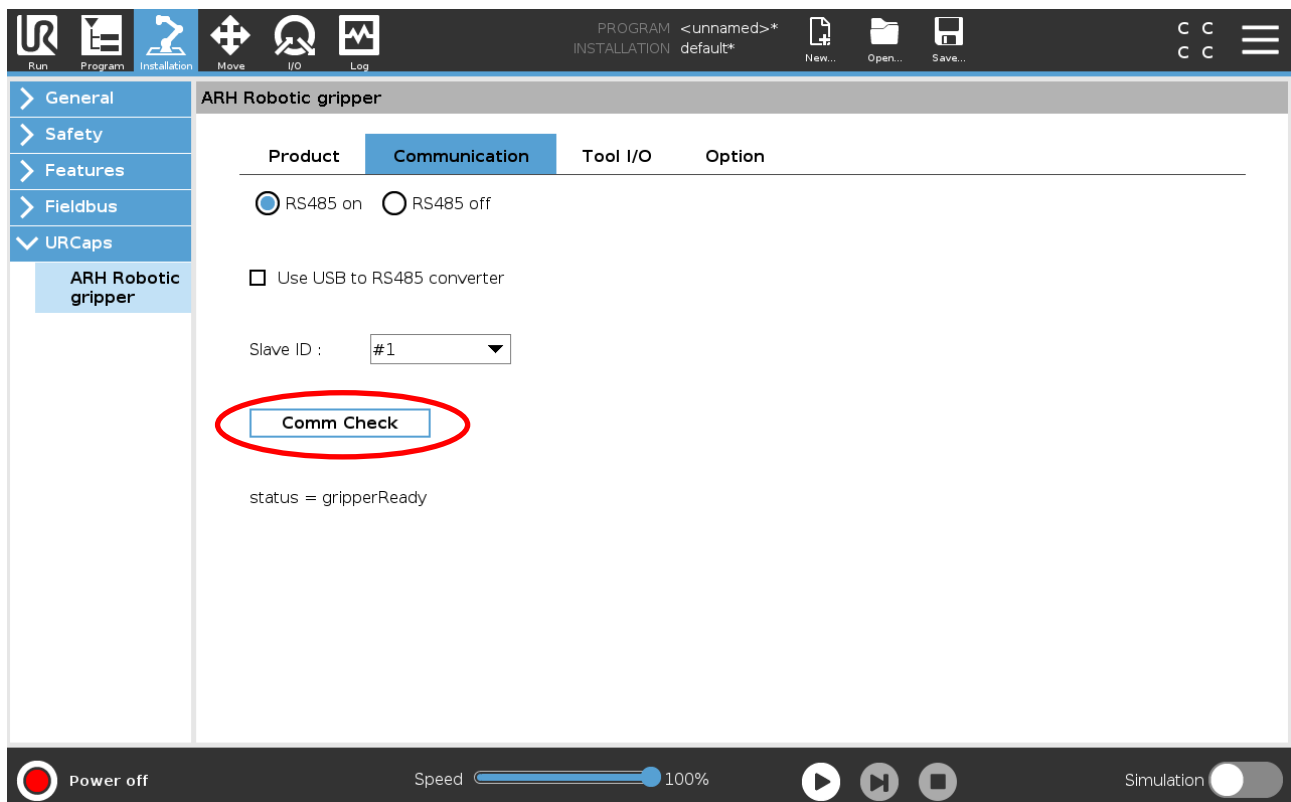 PROGRAM <unnamed>*
INSTALLATION default*
C C
C C
Run Program Installation Move I/O Log New... Open... Save...
General
Safety
Features
Fieldbus
URCaps
ARH Robotic
gripper
ARH Robotic gripper
Product Communication Tool I/O Option
RS485 on RS485 off
Use USB to RS485 converter
Slave ID : #1
Comm Check
status = gripperReady
Power off Speed 100% Simulation